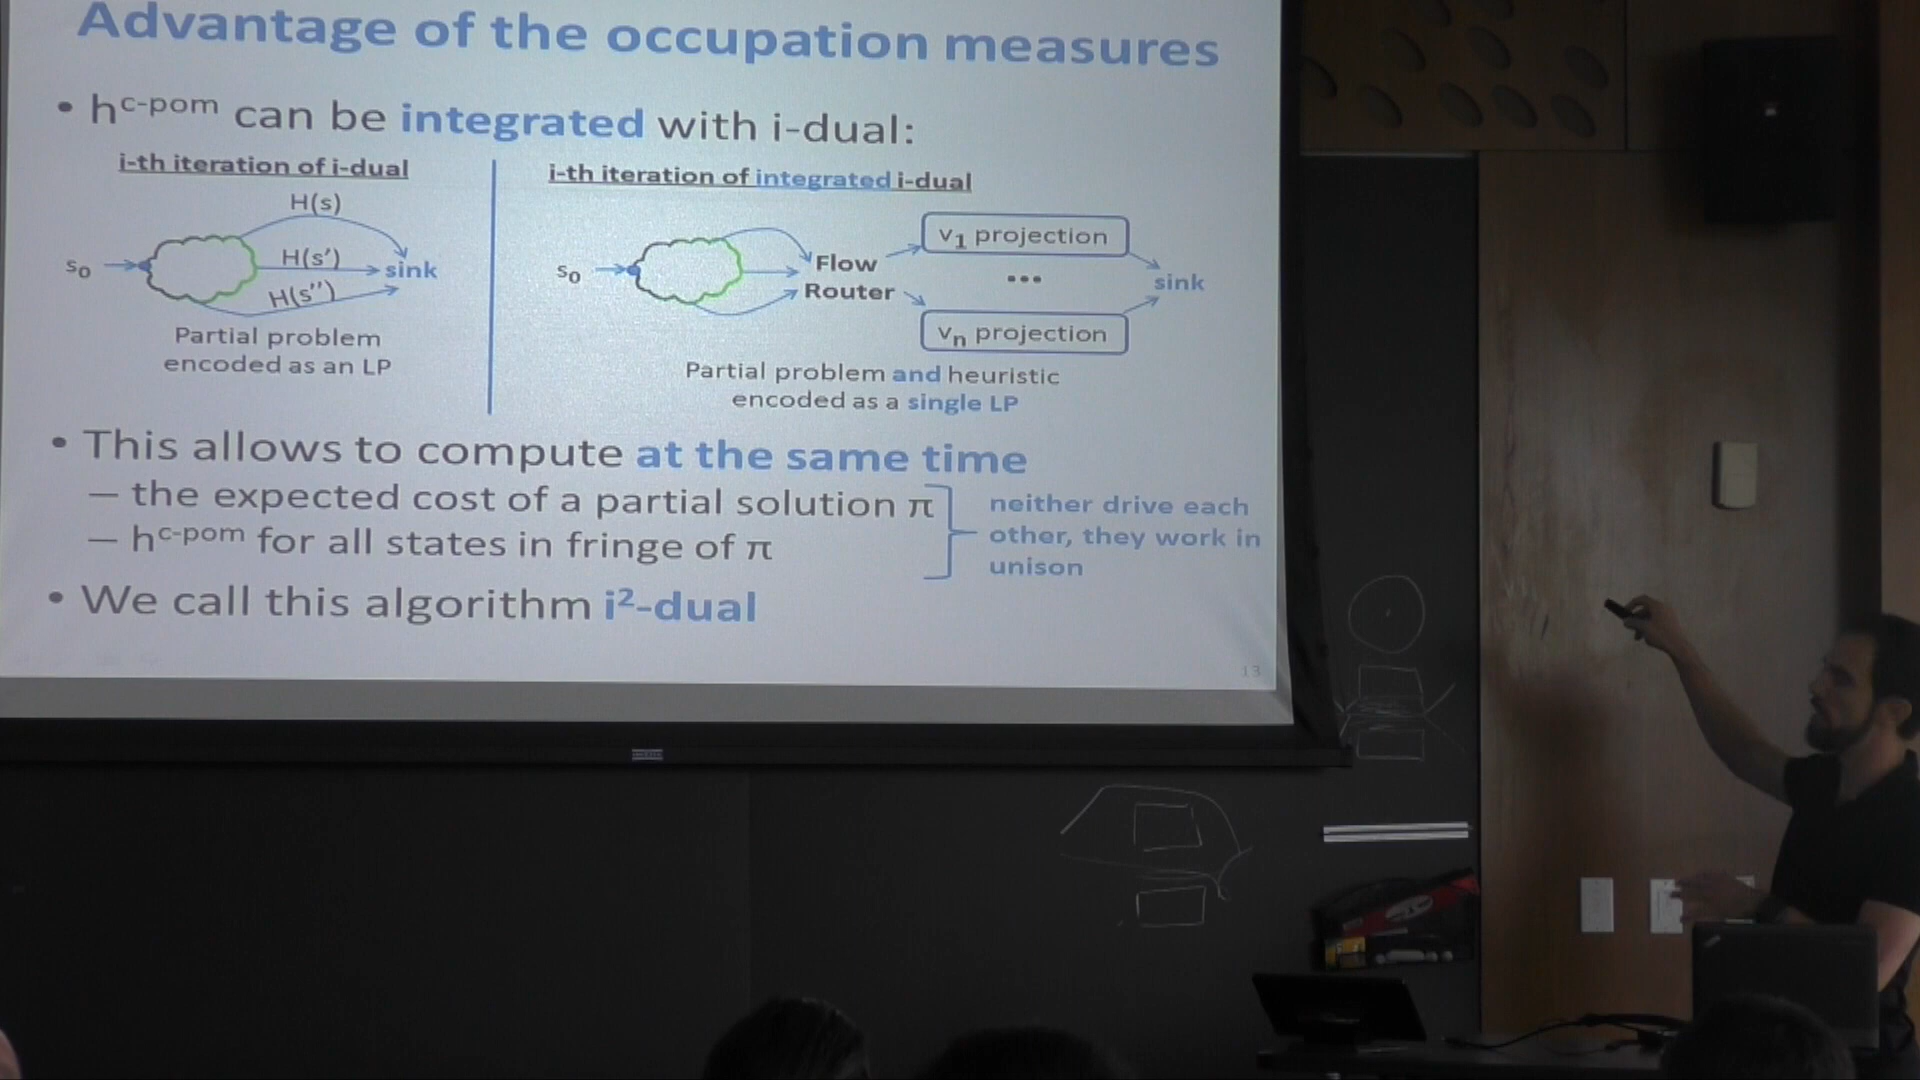 Advantage of the occupation measures
• h^c-pom can be integrated with i-dual:
i-th iteration of i-dual
H(s)
s₀
H(s′)
sink
H(s″)
Partial problem
encoded as an LP
i-th iteration of integrated i-dual
v₁ projection
s₀
Flow
Router
•••
sink
vₙ projection
Partial problem and heuristic
encoded as a single LP
• This allows to compute at the same time
– the expected cost of a partial solution π
– h^c-pom for all states in fringe of π
neither drive each
other, they work in
unison
• We call this algorithm i²-dual
13